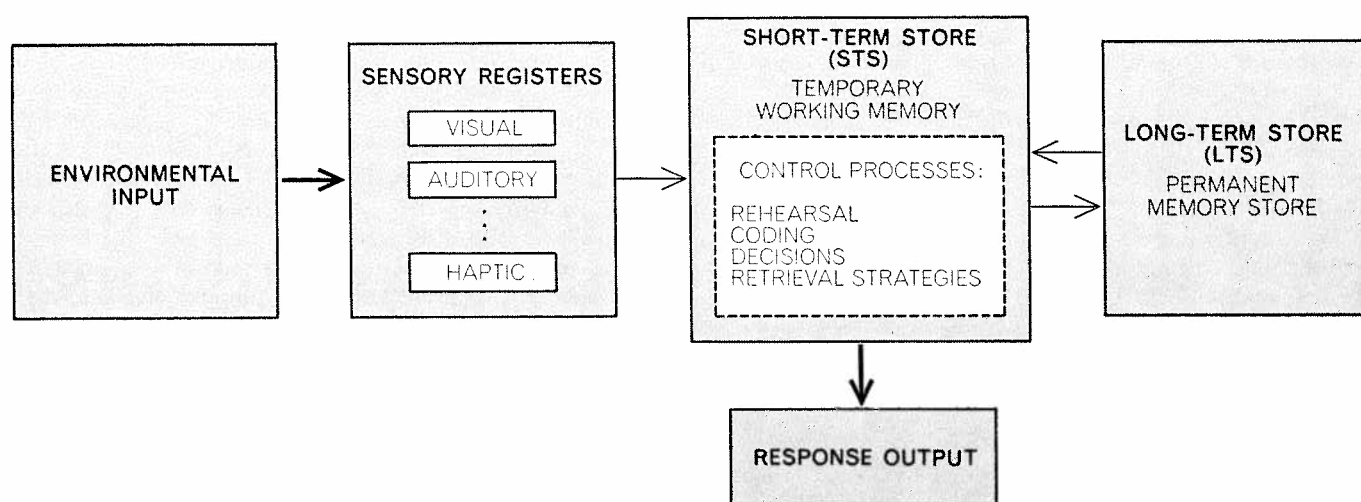 ENVIRONMENTAL
INPUT
SENSORY REGISTERS
VISUAL
AUDITORY
HAPTIC
SHORT-TERM STORE
(STS)
TEMPORARY
WORKING MEMORY
CONTROL PROCESSES:
REHEARSAL
CODING
DECISIONS
RETRIEVAL STRATEGIES
LONG-TERM STORE
(LTS)
PERMANENT
MEMORY STORE
RESPONSE OUTPUT